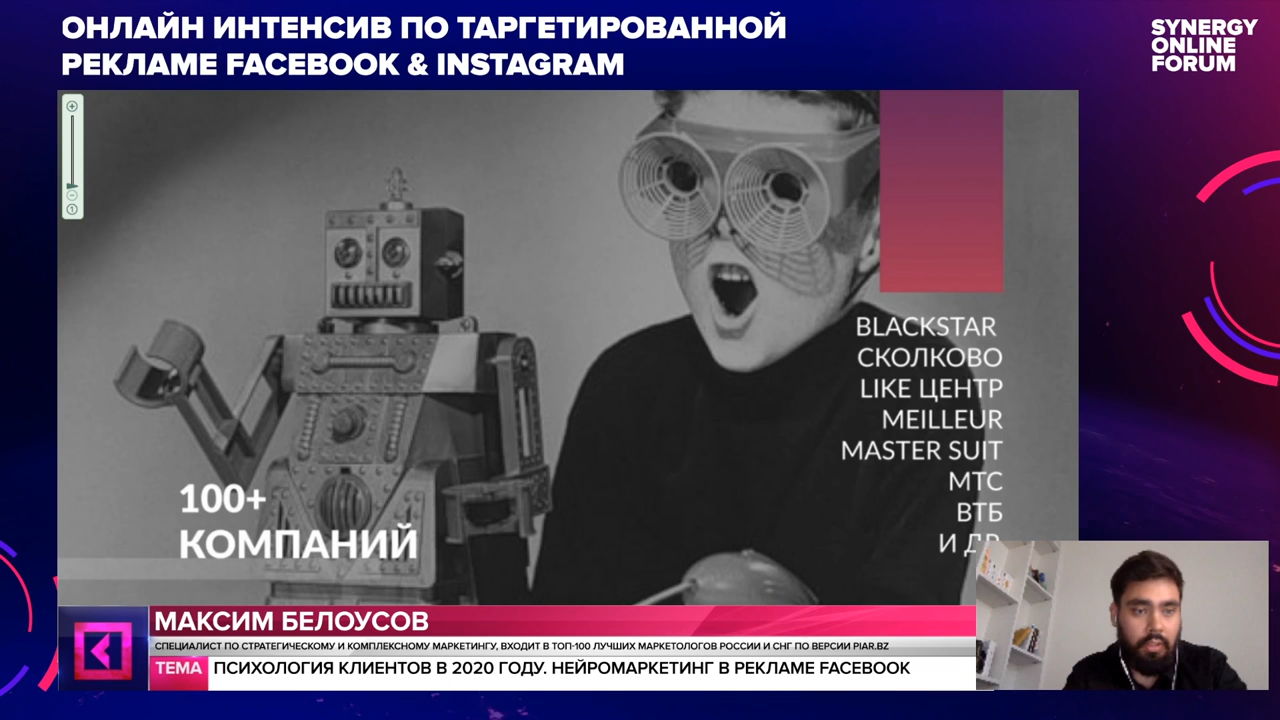 ОНЛАЙН ИНТЕНСИВ ПО ТАРГЕТИРОВАННОЙ
РЕКЛАМЕ FACEBOOK & INSTAGRAM
SYNERGY
ONLINE
FORUM
BLACKSTAR
СКОЛКОВО
LIKE ЦЕНТР
MEILLEUR
MASTER SUIT
МТС
ВТБ
И ДР
100+
КОМПАНИЙ
МАКСИМ БЕЛОУСОВ
СПЕЦИАЛИСТ ПО СТРАТЕГИЧЕСКОМУ И КОМПЛЕКСНОМУ МАРКЕТИНГУ, ВХОДИТ В ТОП-100 ЛУЧШИХ МАРКЕТОЛОГОВ РОССИИ И СНГ ПО ВЕРСИИ PIAR.BZ
ТЕМА ПСИХОЛОГИЯ КЛИЕНТОВ В 2020 ГОДУ. НЕЙРОМАРКЕТИНГ В РЕКЛАМЕ FACEBOOK